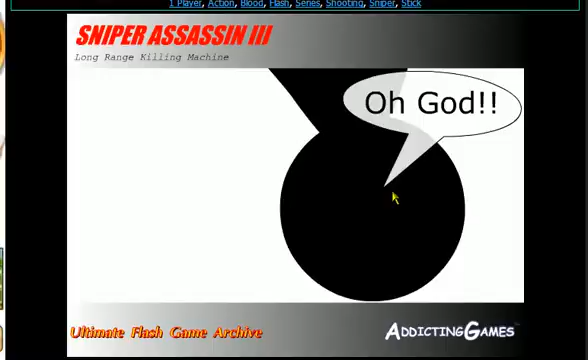 1 Player, Action, Blood, Flash, Series, Shooting, Sniper, Stick
SNIPER ASSASSIN III
Long Range Killing Machine
Oh God!!
Ultimate Flash Game Archive
ADDICTINGGAMES